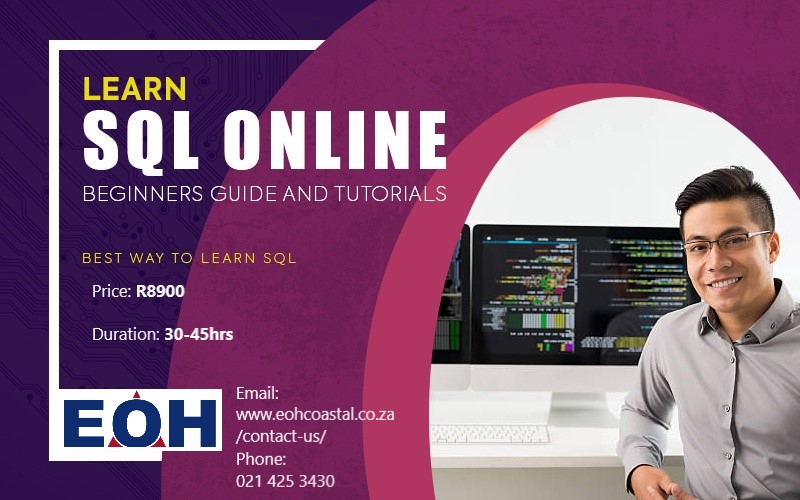 LEARN
SQL ONLINE
BEGINNERS GUIDE AND TUTORIALS
BEST WAY TO LEARN SQL
Price: R8900
Duration: 30-45hrs
EOH
Email:
www.eohcoastal.co.za
/contact-us/
Phone:
021 425 3430